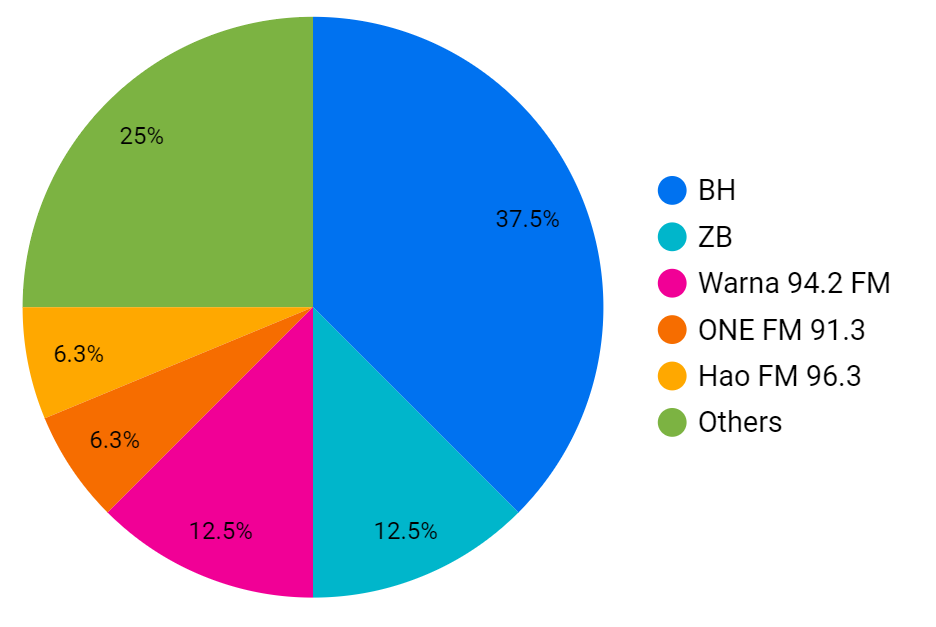 25%
37.5%
6.3%
6.3%
12.5%
12.5%
BH
ZB
Warna 94.2 FM
ONE FM 91.3
Hao FM 96.3
Others